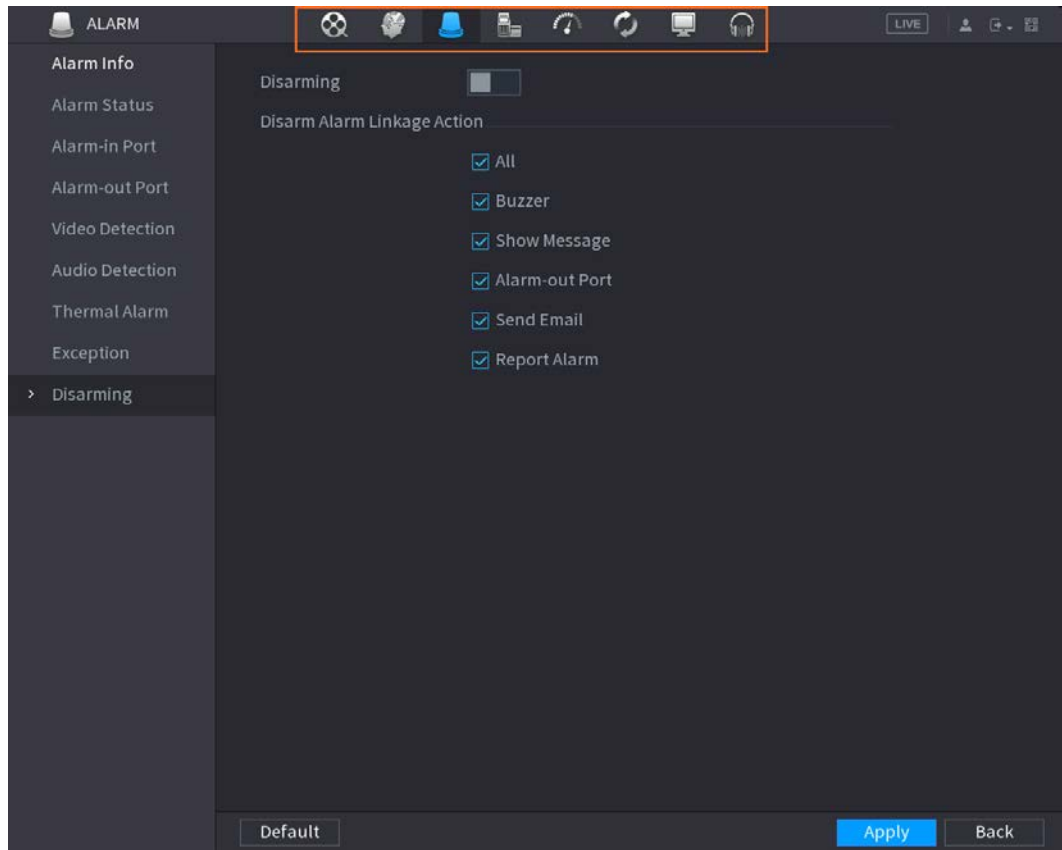 ALARM
LIVE
Alarm Info
Alarm Status
Alarm-in Port
Alarm-out Port
Video Detection
Audio Detection
Thermal Alarm
Exception
Disarming
Disarming
Disarm Alarm Linkage Action
All
Buzzer
Show Message
Alarm-out Port
Send Email
Report Alarm
Default
Apply
Back